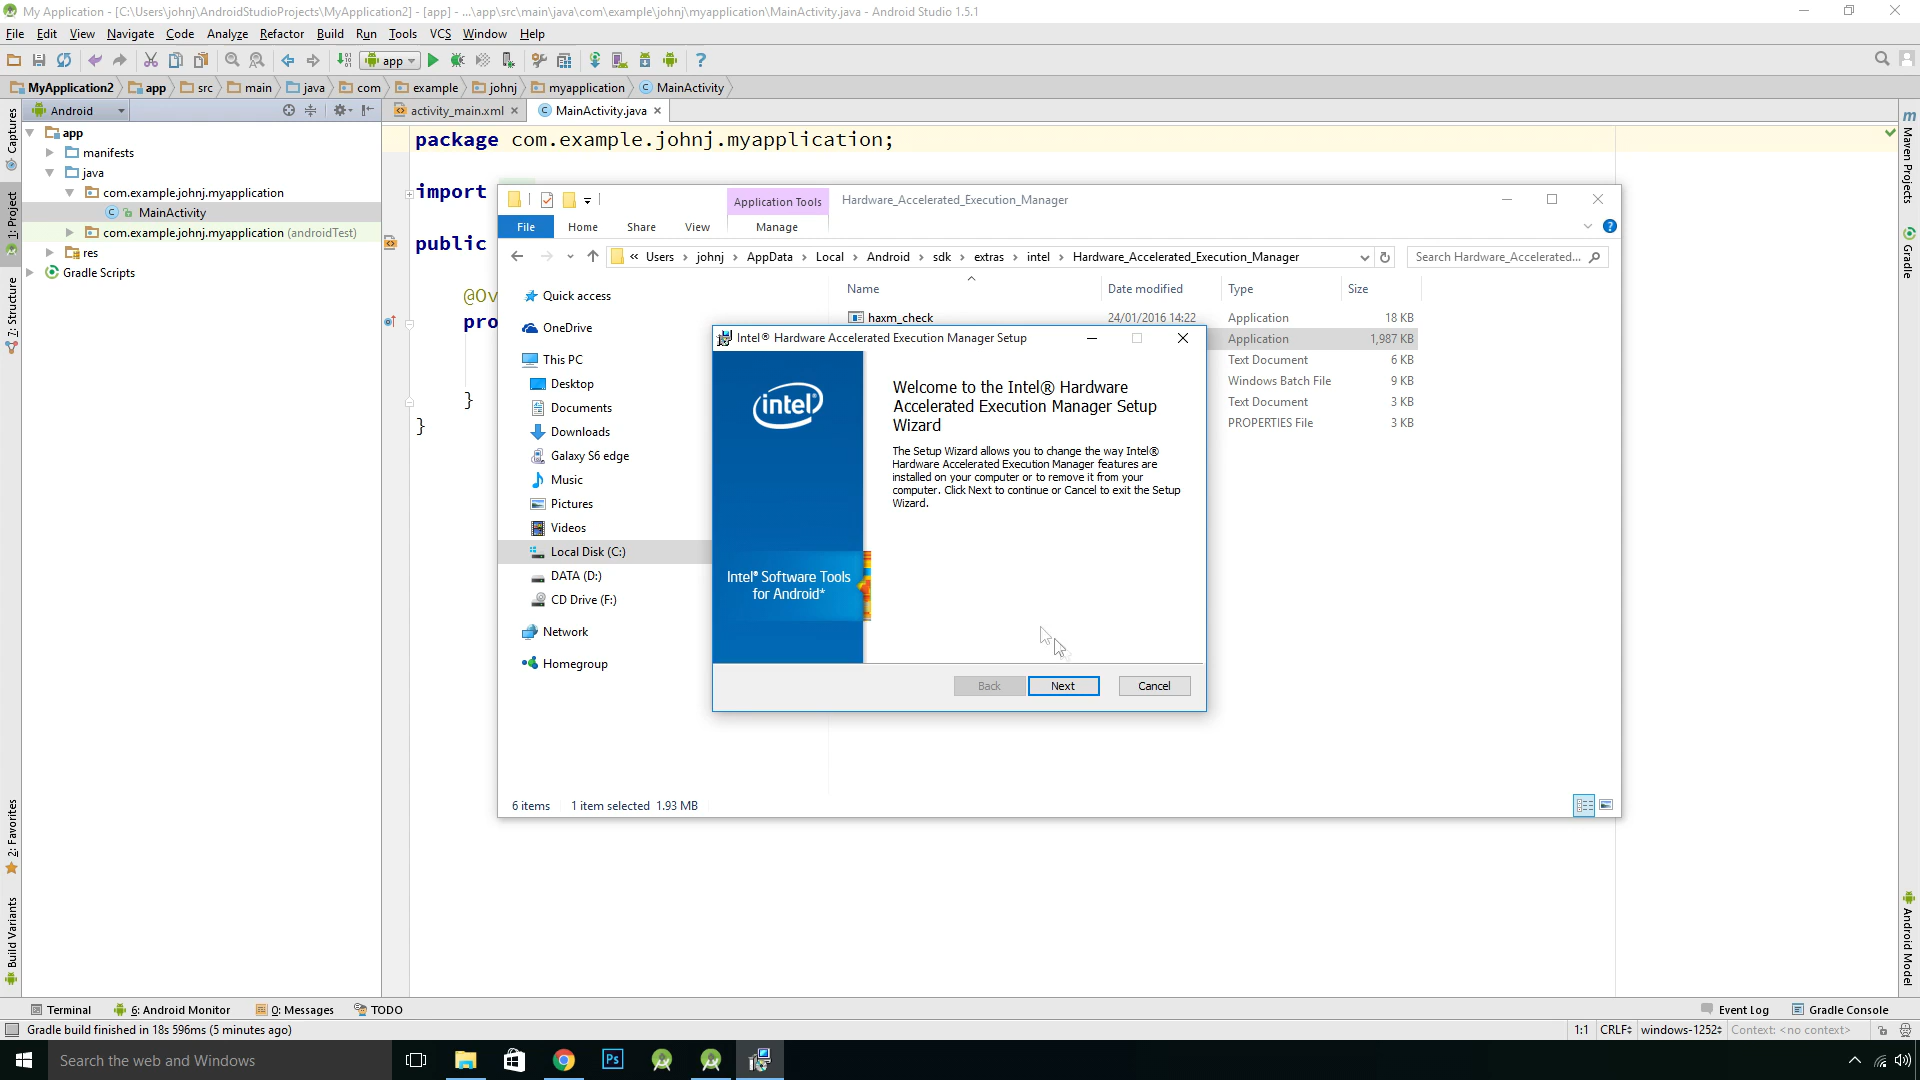 My Application - [C:\Users\johnj\AndroidStudioProjects\MyApplication2] - [app] - ...\app\src\main\java\com\example\johnj\myapplication\MainActivity.java - Android Studio 1.5.1
File Edit View Navigate Code Analyze Refactor Build Run Tools VCS Window Help
app
MyApplication2 app src main java com example johnj myapplication MainActivity
Android
activity_main.xml
MainActivity.java
Captures
1: Project
7: Structure
2: Favorites
Build Variants
app
manifests
java
com.example.johnj.myapplication
MainActivity
com.example.johnj.myapplication (androidTest)
res
Gradle Scripts
package com.example.johnj.myapplication;
import
public
@Ov
pro
}
}
Maven Projects
Gradle
Android Model
Application Tools
Hardware_Accelerated_Execution_Manager
File Home Share View Manage
« Users › johnj › AppData › Local › Android › sdk › extras › intel › Hardware_Accelerated_Execution_Manager
Search Hardware_Accelerated...
Name Date modified Type Size
haxm_check 24/01/2016 14:22 Application 18 KB
Application 1,987 KB
Text Document 6 KB
Windows Batch File 9 KB
Text Document 3 KB
PROPERTIES File 3 KB
Quick access
OneDrive
This PC
Desktop
Documents
Downloads
Galaxy S6 edge
Music
Pictures
Videos
Local Disk (C:)
DATA (D:)
CD Drive (F:)
Network
Homegroup
6 items 1 item selected 1.93 MB
Intel® Hardware Accelerated Execution Manager Setup
intel
Intel® Software Tools
for Android*
Welcome to the Intel® Hardware
Accelerated Execution Manager Setup
Wizard
The Setup Wizard allows you to change the way Intel®
Hardware Accelerated Execution Manager features are
installed on your computer or to remove it from your
computer. Click Next to continue or Cancel to exit the Setup
Wizard.
Back Next Cancel
Terminal 6: Android Monitor 0: Messages TODO
Event Log Gradle Console
Gradle build finished in 18s 596ms (5 minutes ago)
1:1 CRLF windows-1252 Context: <no context>
Search the web and Windows
Ps